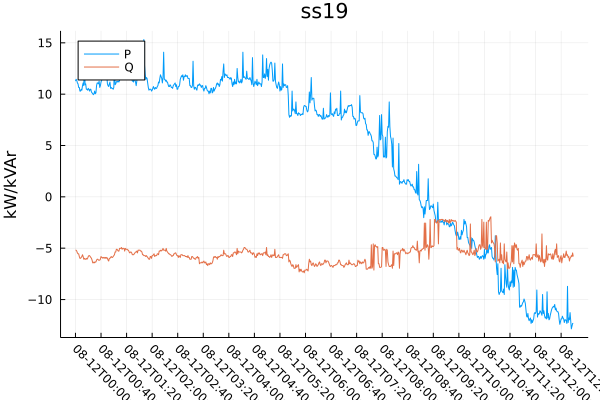 ss19
kW/kVAr
15
10
5
0
−5
−10
P
Q
08-12T00:00
08-12T00:40
08-12T01:20
08-12T02:00
08-12T02:40
08-12T03:20
08-12T04:00
08-12T04:40
08-12T05:20
08-12T06:00
08-12T06:40
08-12T07:20
08-12T08:00
08-12T08:40
08-12T09:20
08-12T10:00
08-12T10:40
08-12T11:20
08-12T12:00
08-12T12: